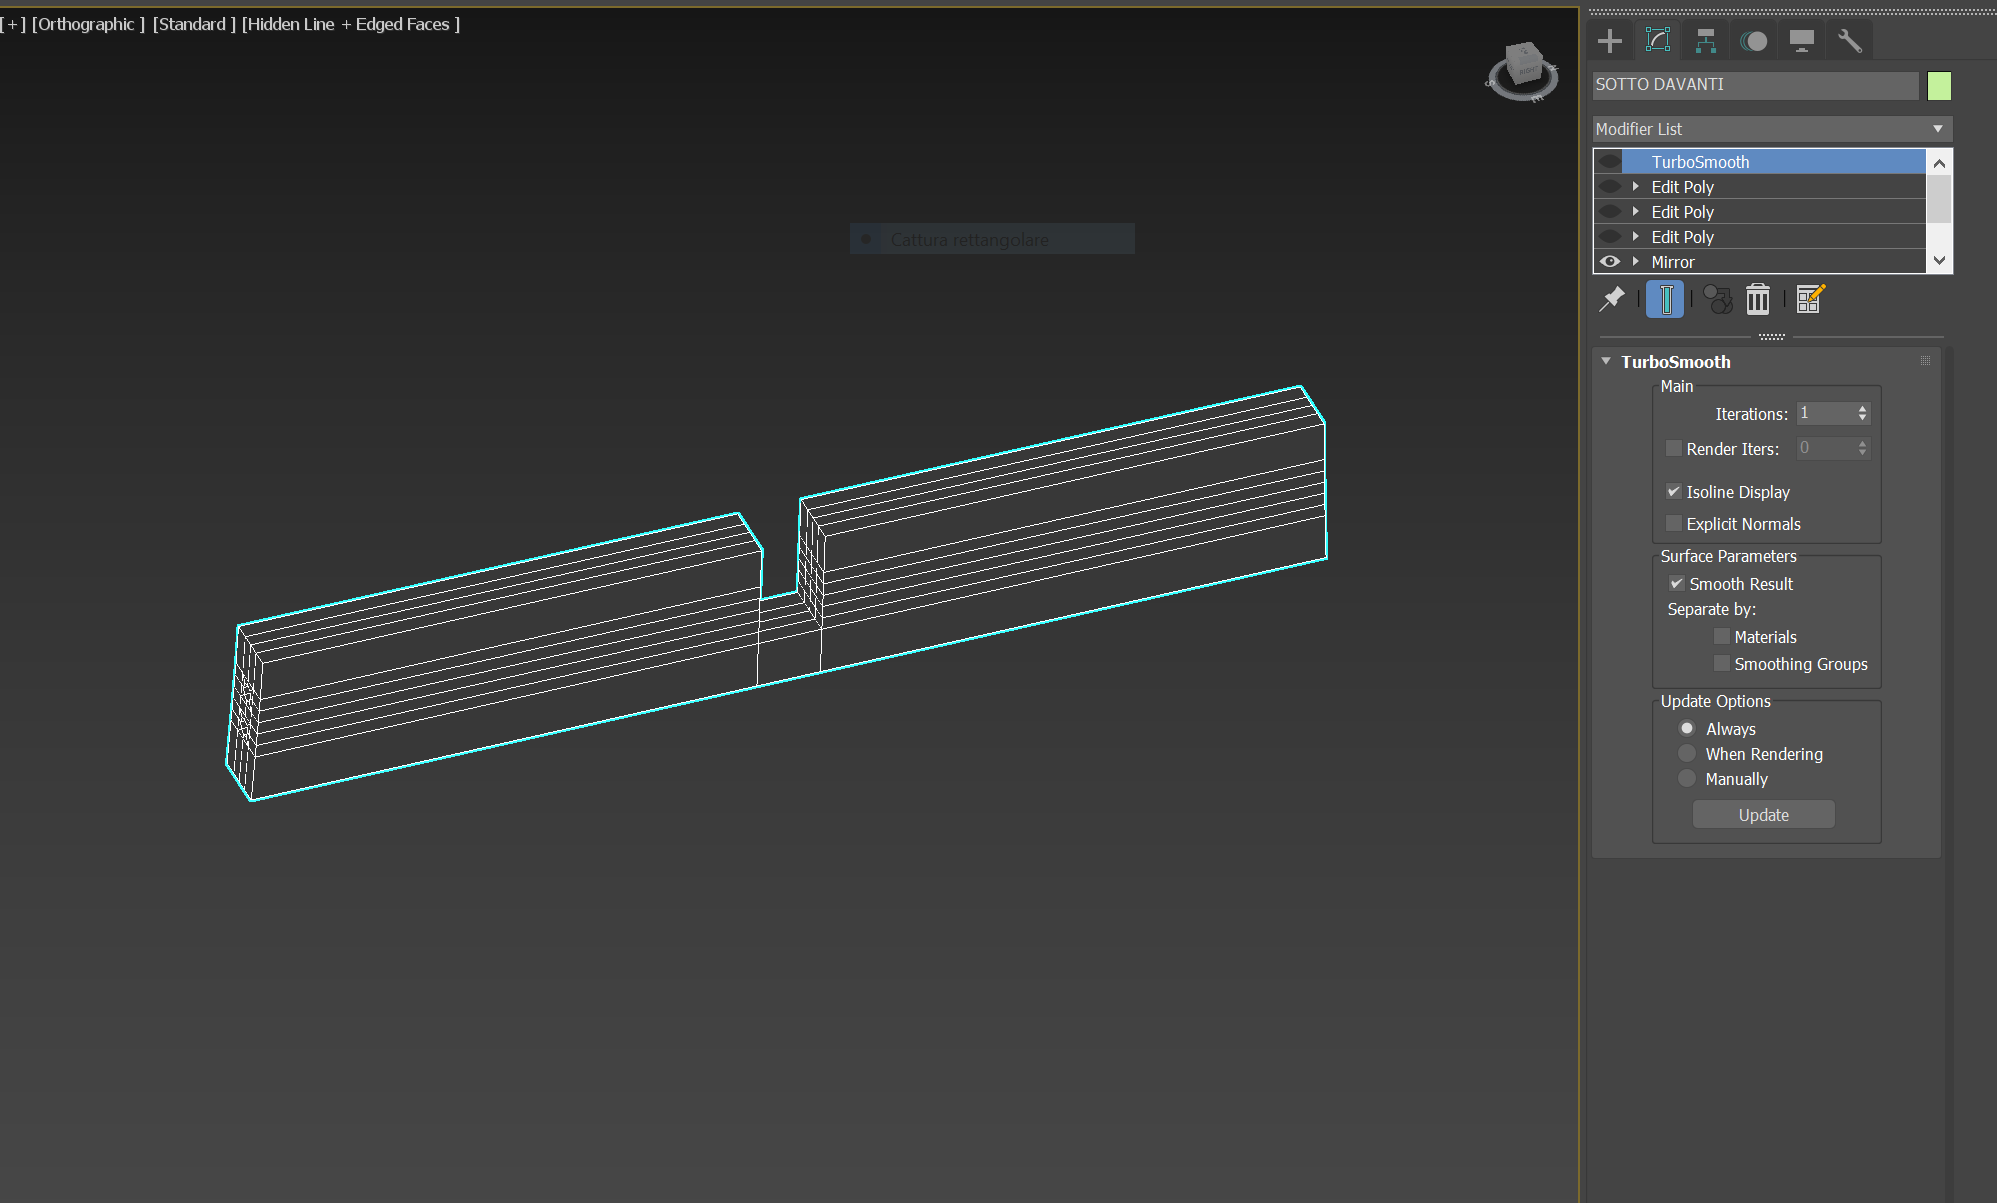 [+] [Orthographic ] [Standard ] [Hidden Line + Edged Faces ]
SOTTO DAVANTI
Modifier List
TurboSmooth
Edit Poly
Edit Poly
Edit Poly
Mirror
Cattura rettangolare
RIGHT
S
E
TurboSmooth
Main
Iterations: 1
Render Iters: 0
Isoline Display
Explicit Normals
Surface Parameters
Smooth Result
Separate by:
Materials
Smoothing Groups
Update Options
Always
When Rendering
Manually
Update